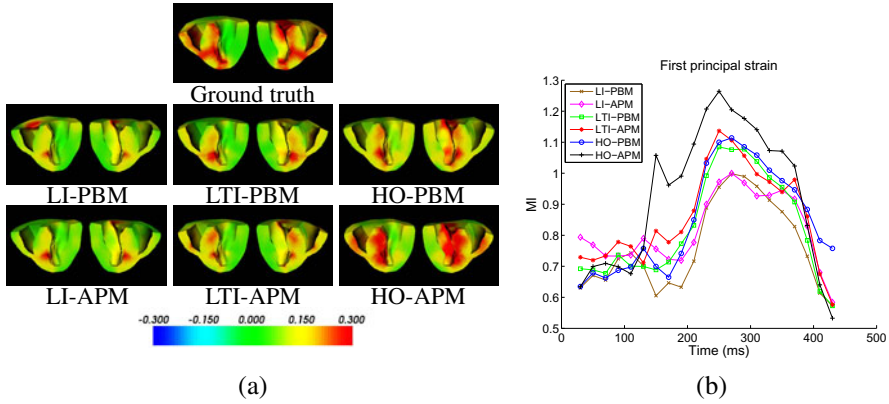 Ground truth
LI-PBM LTI-PBM HO-PBM
LI-APM LTI-APM HO-APM
-0.300 -0.150 0.000 0.150 0.300
(a)
First principal strain
1.3
1.2
1.1
1
0.9
0.8
0.7
0.6
0.5
MI
LI-PBM
LI-APM
LTI-PBM
LTI-APM
HO-PBM
HO-APM
0 100 200 300 400 500
Time (ms)
(b)